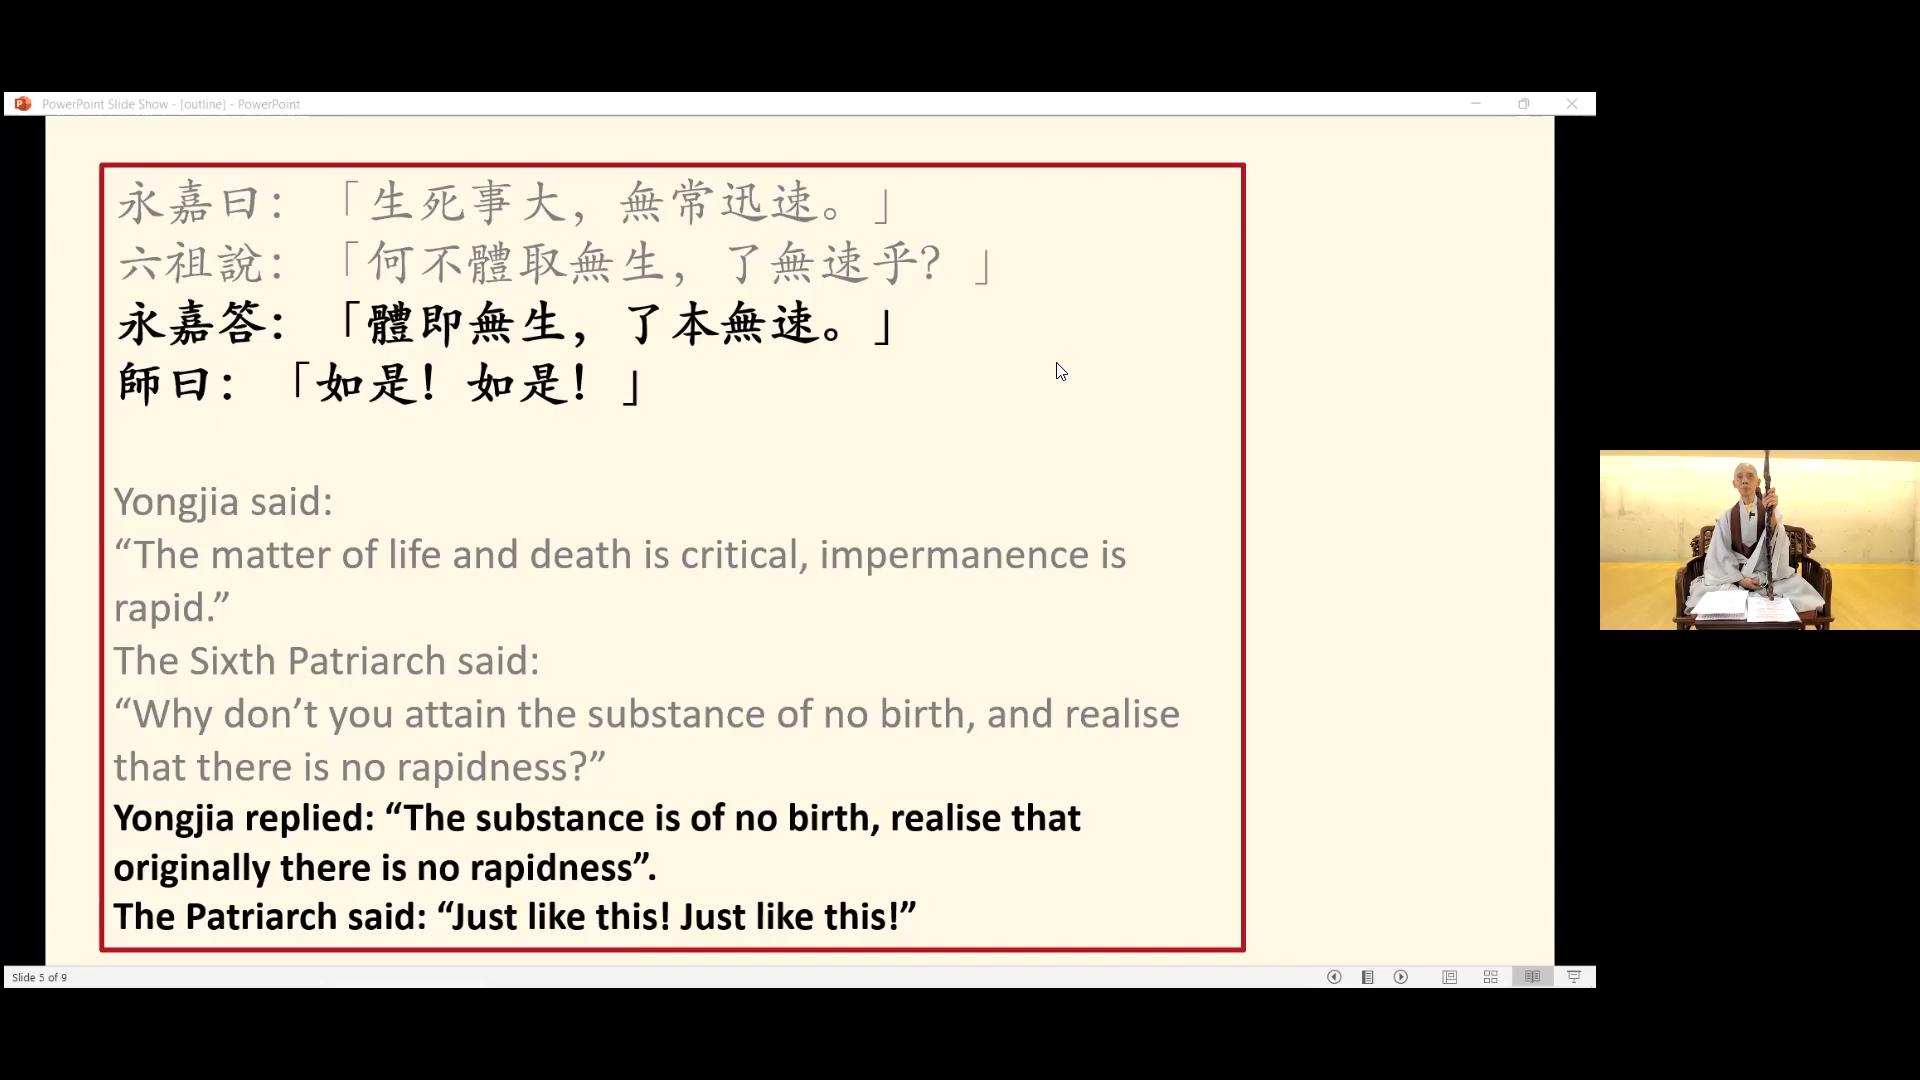 PowerPoint Slide Show - [outline] - PowerPoint
永嘉曰：「生死事大，無常迅速。」
六祖說：「何不體取無生，了無速乎？」
永嘉答：「體即無生，了本無速。」
師曰：「如是！如是！」
Yongjia said:
“The matter of life and death is critical, impermanence is
rapid.”
The Sixth Patriarch said:
“Why don’t you attain the substance of no birth, and realise
that there is no rapidness?”
Yongjia replied: “The substance is of no birth, realise that
originally there is no rapidness”.
The Patriarch said: “Just like this! Just like this!”
Slide 5 of 9